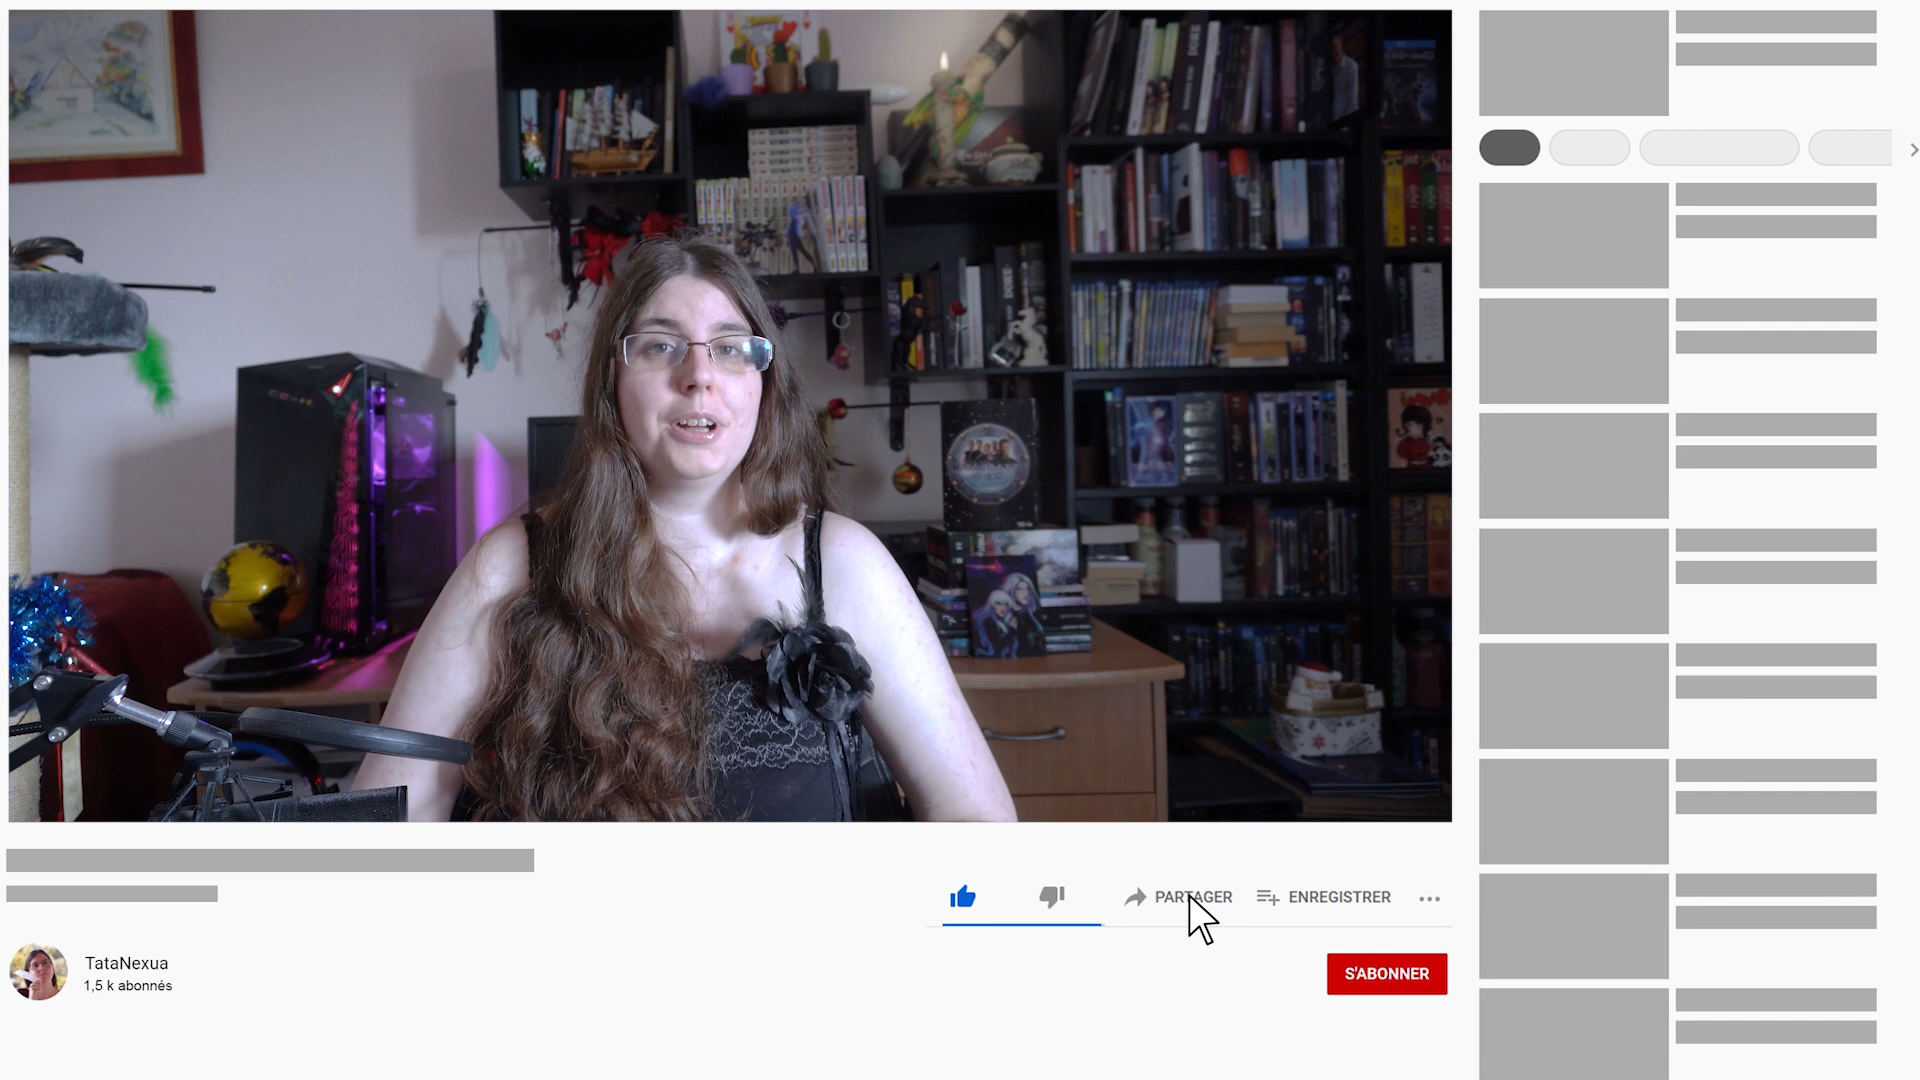 PARTAGER
ENREGISTRER
TataNexua
1,5 k abonnés
S'ABONNER